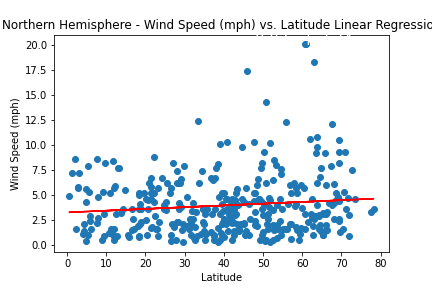 Northern Hemisphere - Wind Speed (mph) vs. Latitude Linear Regressio
20.0
17.5
15.0
12.5
10.0
7.5
5.0
2.5
0.0
Wind Speed (mph)
0 10 20 30 40 50 60 70 80
Latitude